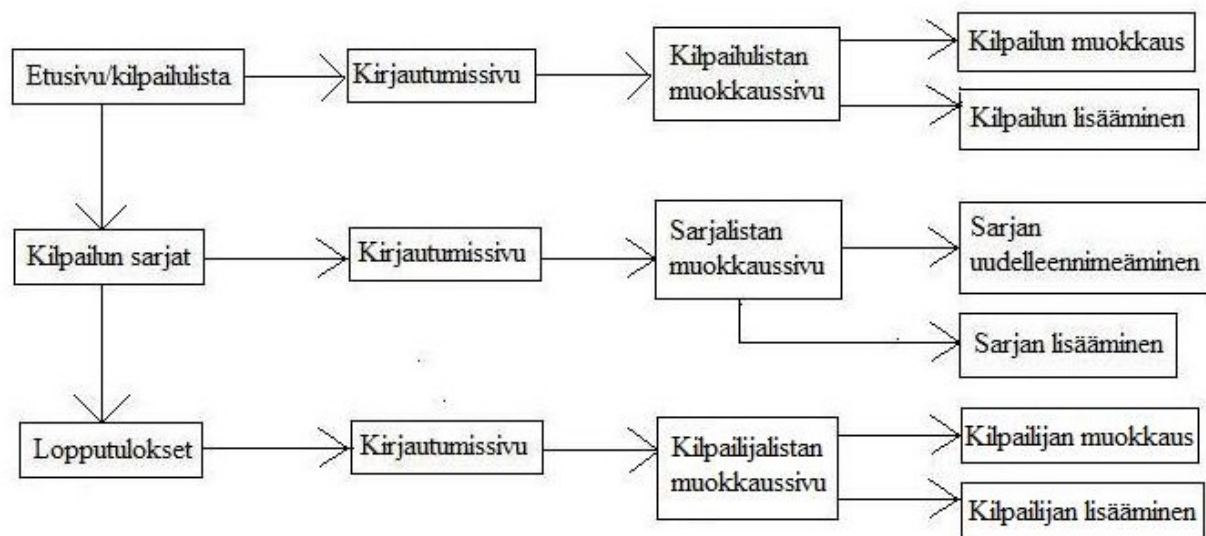 Etusivu/kilpailulista
Kirjautumissivu
Kilpailulistan
muokkaussivu
Kilpailun muokkaus
Kilpailun lisääminen
Kilpailun sarjat
Kirjautumissivu
Sarjalistan
muokkaussivu
Sarjan
uudelleennimeäminen
Sarjan lisääminen
Lopputulokset
Kirjautumissivu
Kilpailijalistan
muokkaussivu
Kilpailijan muokkaus
Kilpailijan lisääminen